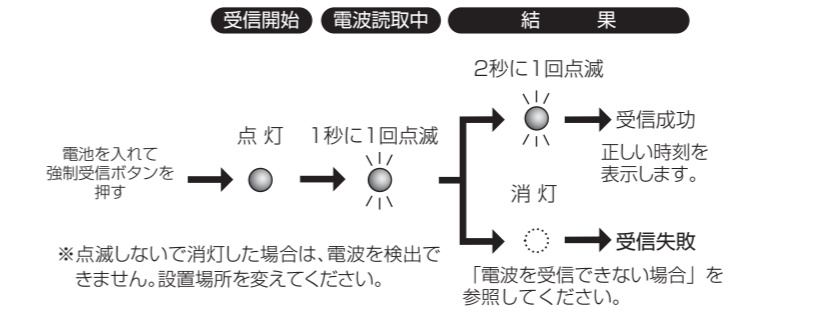 受信開始
電波読取中
結 果
電池を入れて
強制受信ボタンを
押す
点 灯
1秒に1回点滅
2秒に1回点滅
受信成功
正しい時刻を
表示します。
消 灯
受信失敗
「電波を受信できない場合」を
参照してください。
※点滅しないで消灯した場合は、電波を検出で
きません。設置場所を変えてください。